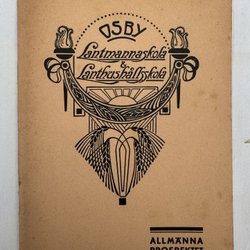 OSBY
Lantmannaskola
&
Lanthushållsskola
ALLMÄNNA
PROSPEKTET